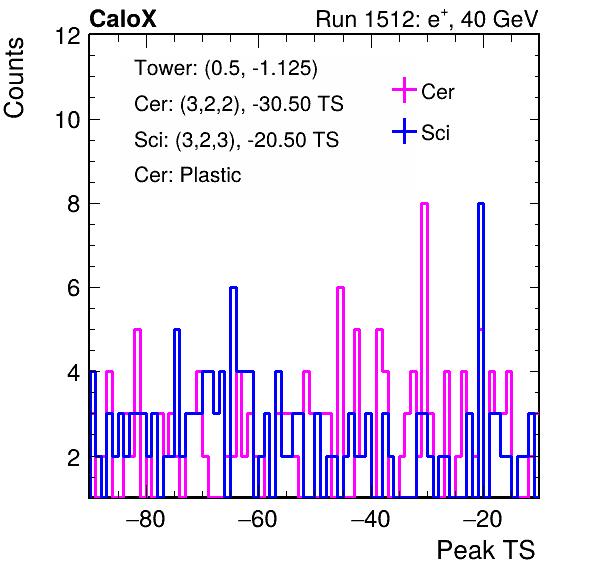 CaloX Run 1512: e+, 40 GeV
Counts
12
10
8
6
4
2
Tower: (0.5, -1.125)
Cer: (3,2,2), -30.50 TS
Sci: (3,2,3), -20.50 TS
Cer: Plastic
Cer
Sci
−80 −60 −40 −20
Peak TS